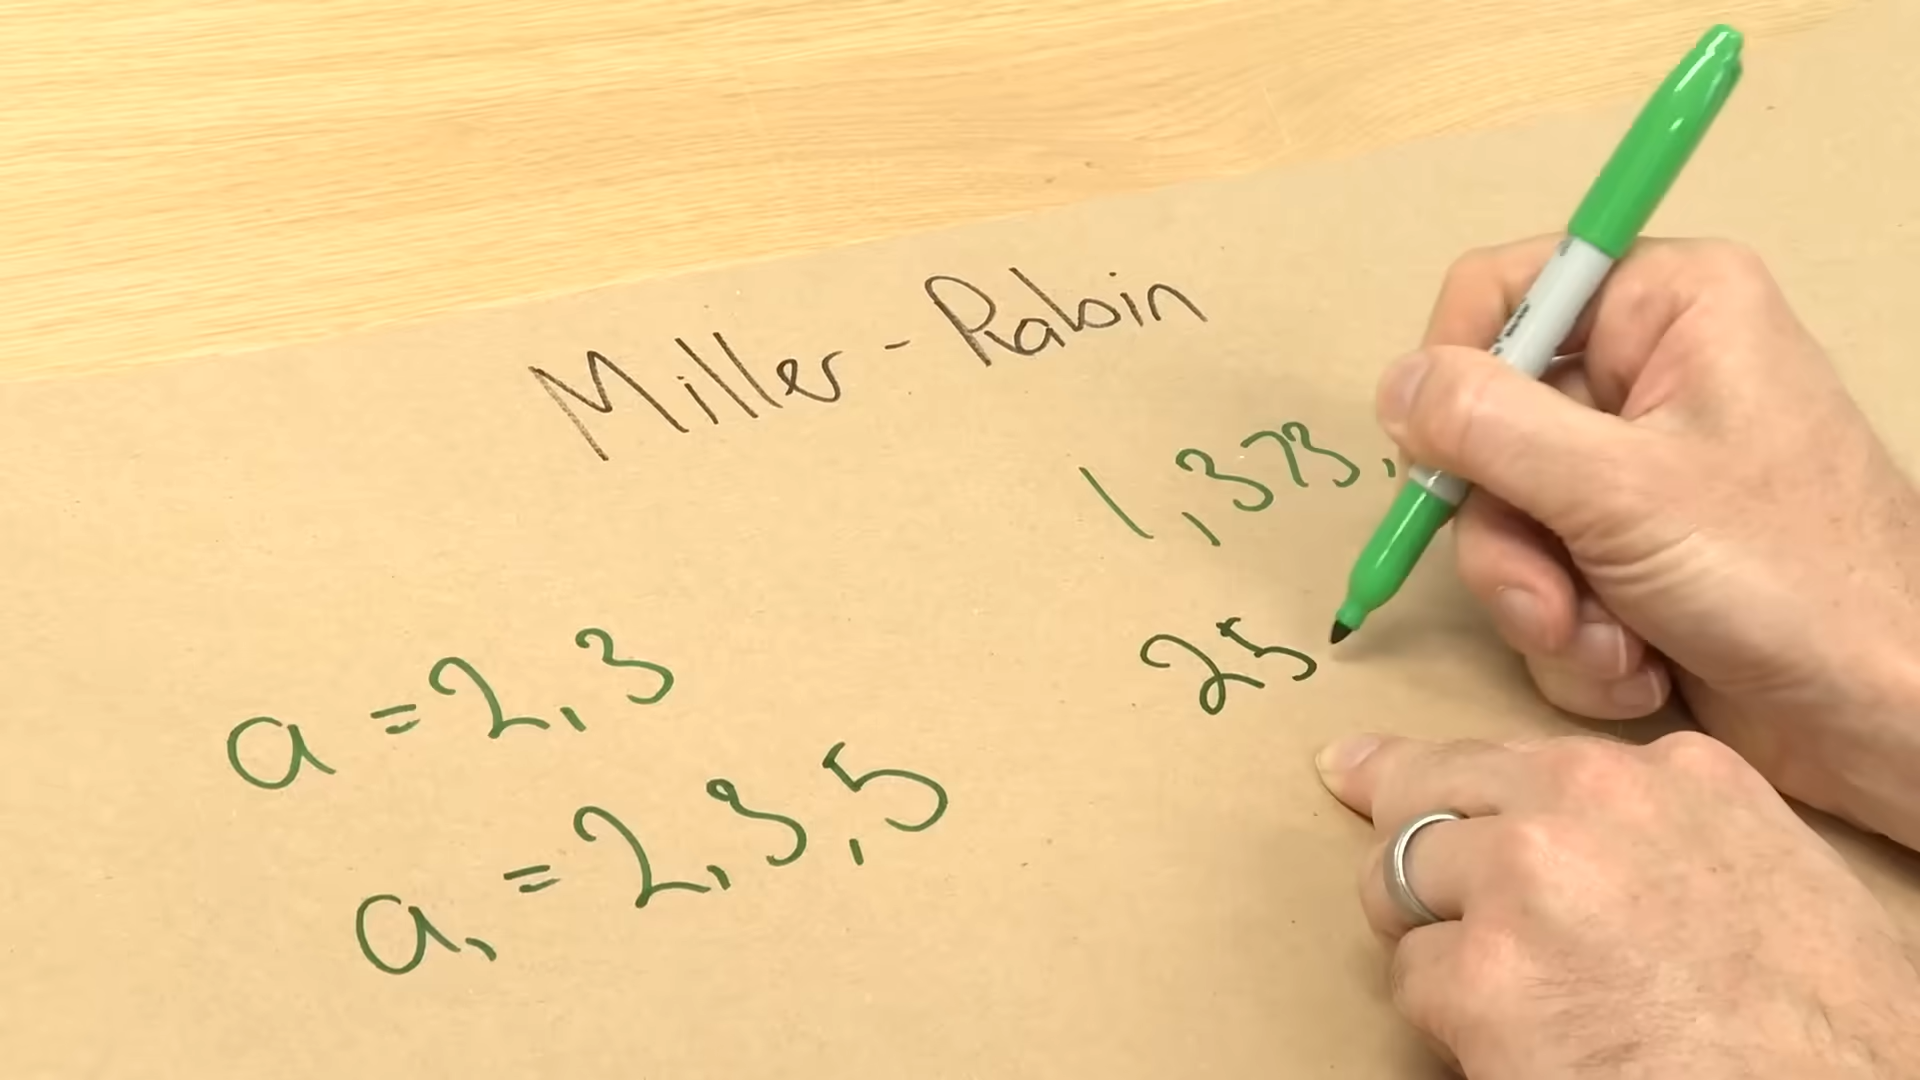 Miller - Rabin
1,373,
a = 2,3
25
a, = 2,3,5